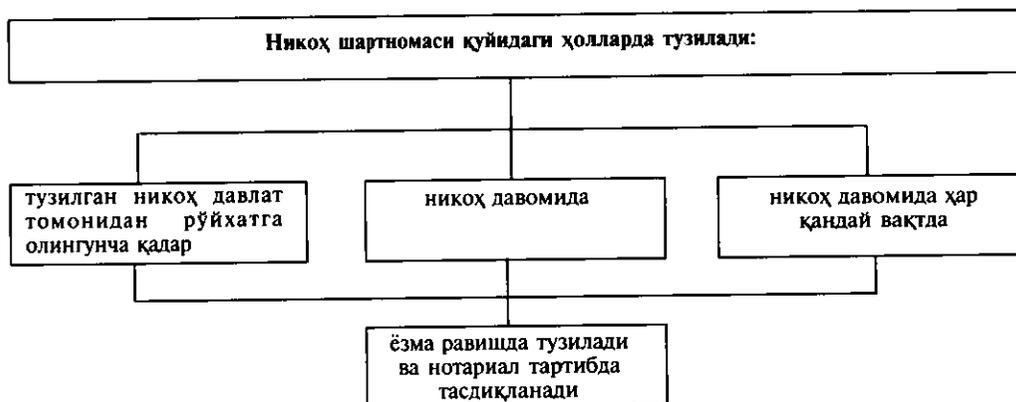 Никоҳ шартномаси қуйидаги ҳолларда тузилади:
тузилган никоҳ давлат
томонидан рўйхатга
олингунча қадар
никоҳ давомида
никоҳ давомида ҳар
қандай вақтда
ёзма равишда тузилади
ва нотариал тартибда
тасдиқланади